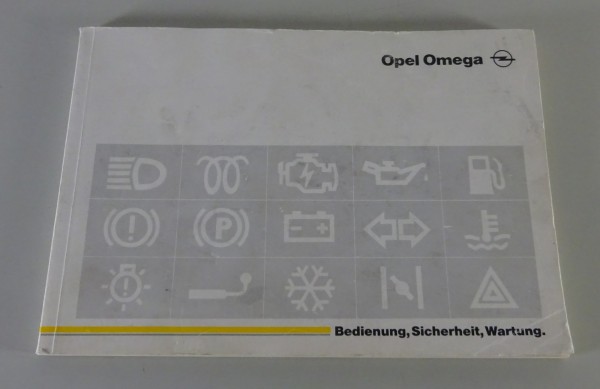 Opel Omega
P
Bedienung, Sicherheit, Wartung.